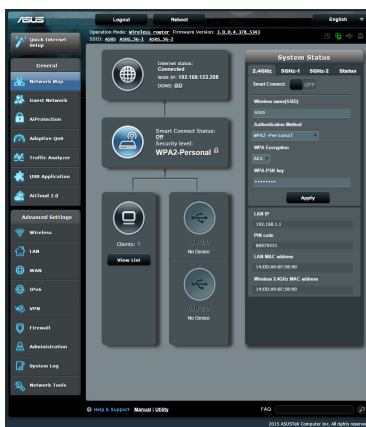 ASUS
Logout
Reboot
English
Quick Internet Setup
Operation Mode: Wireless router Firmware Version: 3.0.0.4.378_5343
SSID: ASUS ASUS_5G-1 ASUS_5G-2
General
Network Map
Guest Network
AiProtection
Adaptive QoS
Traffic Analyzer
USB Application
AiCloud 2.0
Advanced Settings
Wireless
LAN
WAN
IPv6
VPN
Firewall
Administration
System Log
Network Tools
Internet status:
Connected
WAN IP: 192.168.123.208
DDNS: GO
Smart Connect Status:
Off
Security level:
WPA2-Personal
Clients: 1
View List
USB 3.0
No Device
USB 2.0
No Device
System Status
2.4GHz 5GHz-1 5GHz-2 Status
Smart Connect: OFF
Wireless name(SSID)
ASUS
Authentication Method
WPA2-Personal
WPA Encryption
AES
WPA-PSK key
Apply
LAN IP
192.168.1.1
PIN code
LAN MAC address
Wireless 2.4GHz MAC address
Help & Support Manual | Utility
FAQ
2015 ASUSTeK Computer Inc. All rights reserved